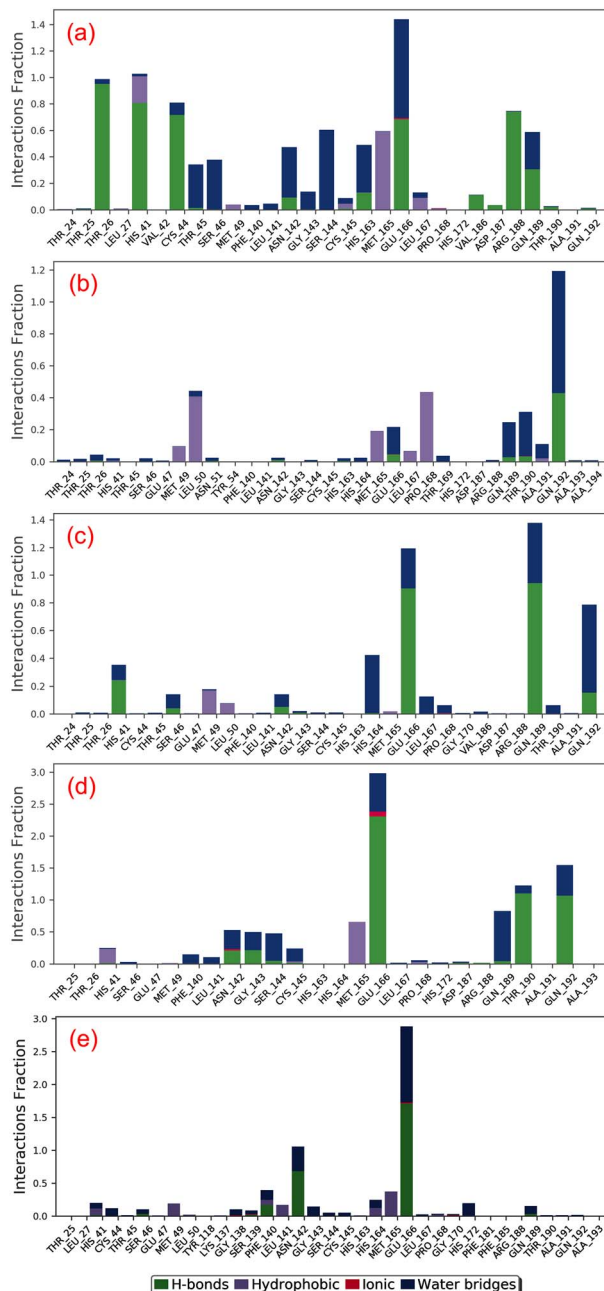 (a)
Interactions Fraction
1.4
1.2
1.0
0.8
0.6
0.4
0.2
0.0
THR_24 THR_25 THR_26 LEU_27 HIS_41 VAL_42 CYS_44 THR_45 SER_46 MET_49 PHE_140 LEU_141 ASN_142 GLY_143 SER_144 CYS_145 HIS_163 MET_165 GLU_166 LEU_167 PRO_168 HIS_172 VAL_186 ASP_187 ARG_188 GLN_189 THR_190 ALA_191 GLN_192
(b)
Interactions Fraction
1.2
1.0
0.8
0.6
0.4
0.2
0.0
THR_24 THR_25 THR_26 HIS_41 THR_45 SER_46 GLU_47 MET_49 LEU_50 ASN_51 TYR_54 PHE_140 LEU_141 ASN_142 GLY_143 SER_144 CYS_145 HIS_163 HIS_164 MET_165 GLU_166 LEU_167 PRO_168 THR_169 HIS_172 ASP_187 ARG_188 GLN_189 THR_190 ALA_191 GLN_192 ALA_193 ALA_194
(c)
Interactions Fraction
1.4
1.2
1.0
0.8
0.6
0.4
0.2
0.0
THR_24 THR_25 THR_26 HIS_41 CYS_44 THR_45 SER_46 GLU_47 MET_49 LEU_50 PHE_140 LEU_141 ASN_142 GLY_143 SER_144 CYS_145 HIS_163 HIS_164 MET_165 GLU_166 LEU_167 PRO_168 GLY_170 VAL_186 ASP_187 ARG_188 GLN_189 THR_190 ALA_191 GLN_192
(d)
Interactions Fraction
3.0
2.5
2.0
1.5
1.0
0.5
0.0
THR_25 THR_26 HIS_41 SER_46 GLU_47 MET_49 PHE_140 LEU_141 ASN_142 GLY_143 SER_144 CYS_145 HIS_163 HIS_164 MET_165 GLU_166 LEU_167 PRO_168 HIS_172 ASP_187 ARG_188 GLN_189 THR_190 ALA_191 GLN_192 ALA_193
(e)
Interactions Fraction
3.0
2.5
2.0
1.5
1.0
0.5
0.0
THR_25 LEU_27 HIS_41 CYS_44 THR_45 SER_46 GLU_47 MET_49 LEU_50 TYR_118 LYS_137 GLY_138 SER_139 PHE_140 LEU_141 ASN_142 GLY_143 SER_144 CYS_145 HIS_163 HIS_164 MET_165 GLU_166 LEU_167 PRO_168 GLY_170 HIS_172 PHE_181 PHE_185 ARG_188 GLN_189 THR_190 ALA_191 GLN_192 ALA_193
H-bonds Hydrophobic Ionic Water bridges